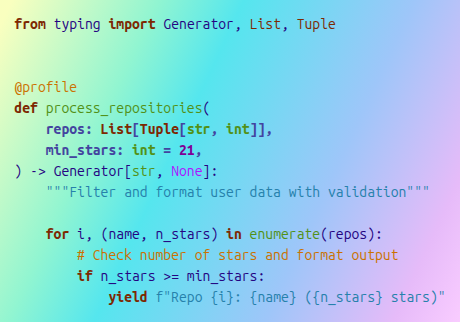 from typing import Generator, List, Tuple


@profile
def process_repositories(
    repos: List[Tuple[str, int]],
    min_stars: int = 21,
) -> Generator[str, None]:
    """Filter and format user data with validation"""

    for i, (name, n_stars) in enumerate(repos):
        # Check number of stars and format output
        if n_stars >= min_stars:
            yield f"Repo {i}: {name} ({n_stars} stars)"